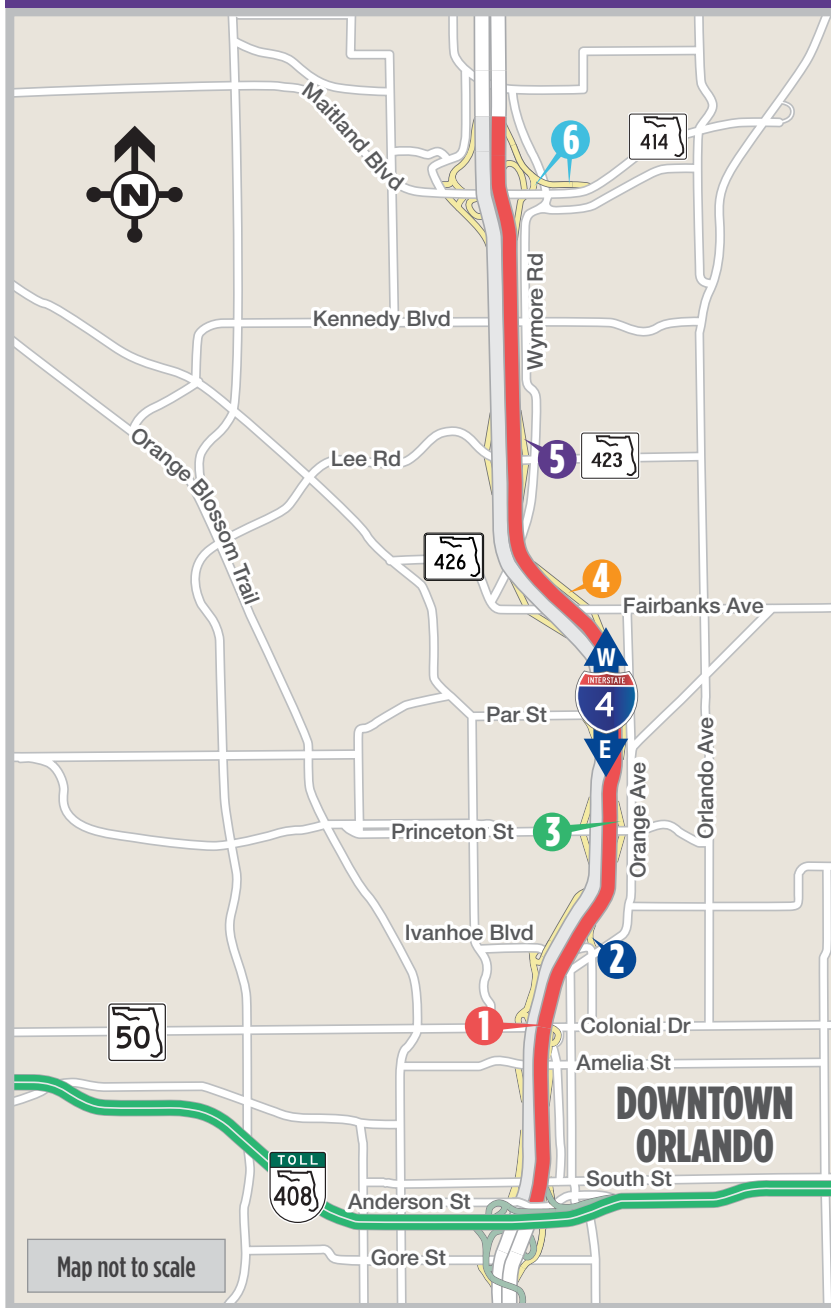 Maitland Blvd
6
414
N
Wymore Rd
Kennedy Blvd
Orange Blossom Trail
Lee Rd
5
423
426
4
Fairbanks Ave
W
INTERSTATE
4
E
Par St
Orlando Ave
Orange Ave
Princeton St
3
Ivanhoe Blvd
2
1
50
Colonial Dr
Amelia St
DOWNTOWN
ORLANDO
TOLL
408
South St
Anderson St
Gore St
Map not to scale